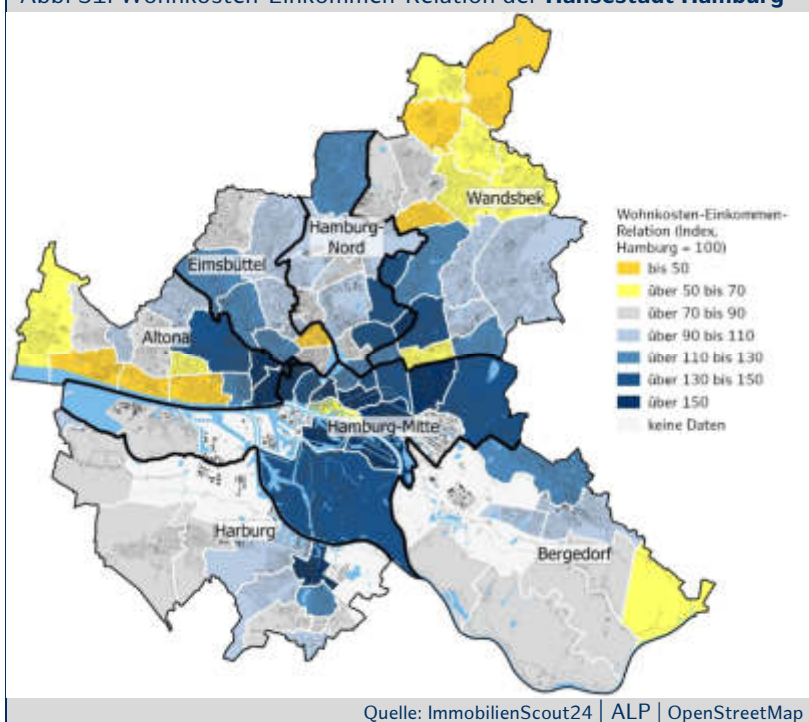 Abb. 31: Wohnkosten-Einkommen-Relation der Hansestadt Hamburg
Wandsbek
Hamburg-
Nord
Eimsbüttel
Altona
Hamburg-Mitte
Harburg
Bergedorf
Wohnkosten-Einkommen-
Relation (Index,
Hamburg = 100)
bis 50
über 50 bis 70
über 70 bis 90
über 90 bis 110
über 110 bis 130
über 130 bis 150
über 150
keine Daten
Quelle: ImmobilienScout24 | ALP | OpenStreetMap